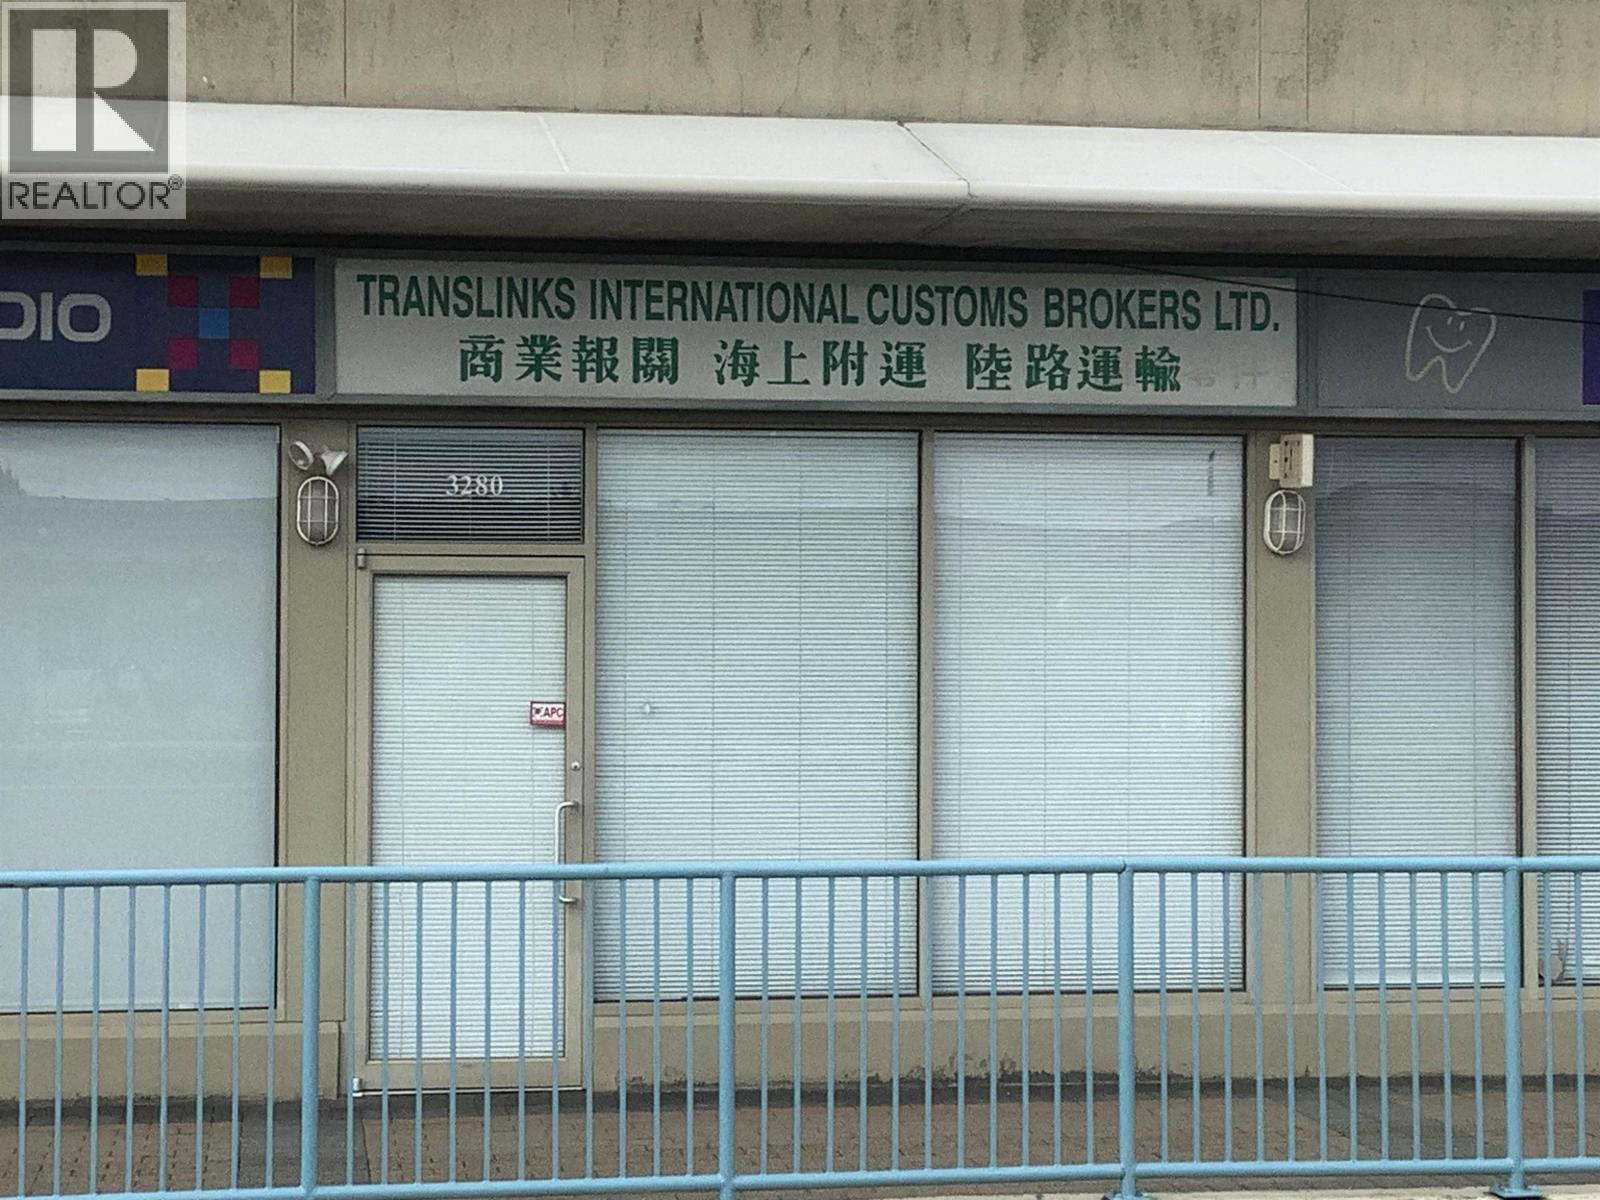 REALTOR®
DIO
TRANSLINKS INTERNATIONAL CUSTOMS BROKERS LTD.
商業報關 海上附運 陸路運輸
3280
APC